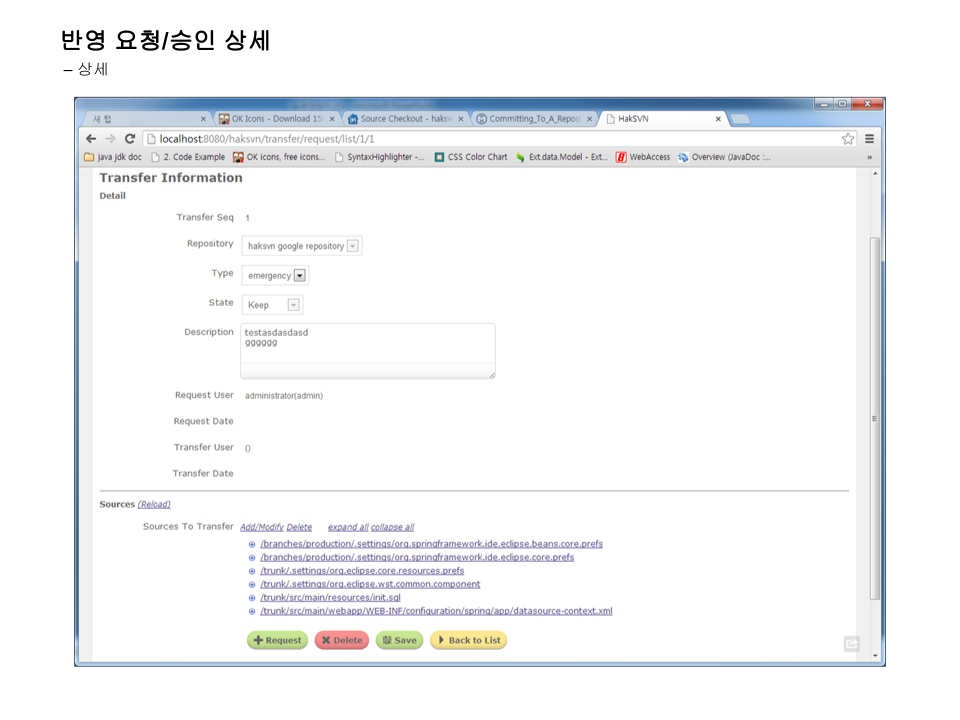 반영 요청/승인 상세
– 상세
새 탭
OK Icons - Download 154
Source Checkout - haksv
Committing_To_A_Reposi
HakSVN
localhost:8080/haksvn/transfer/request/list/1/1
java jdk doc 2. Code Example OK icons, free icons... SyntaxHighlighter -... CSS Color Chart Ext.data.Model - Ext... WebAccess Overview (JavaDoc :... »
Transfer Information
Detail
Transfer Seq 1
Repository haksvn google repository
Type emergency
State Keep
Description testasdasdasd
gggggg
Request User administrator(admin)
Request Date
Transfer User ()
Transfer Date
Sources (Reload)
Sources To Transfer Add/Modify Delete expand all collapse all
/branches/production/.settings/org.springframework.ide.eclipse.beans.core.prefs
/branches/production/.settings/org.springframework.ide.eclipse.core.prefs
/trunk/.settings/org.eclipse.core.resources.prefs
/trunk/.settings/org.eclipse.wst.common.component
/trunk/src/main/resources/init.sql
/trunk/src/main/webapp/WEB-INF/configuration/spring/app/datasource-context.xml
Request Delete Save Back to List